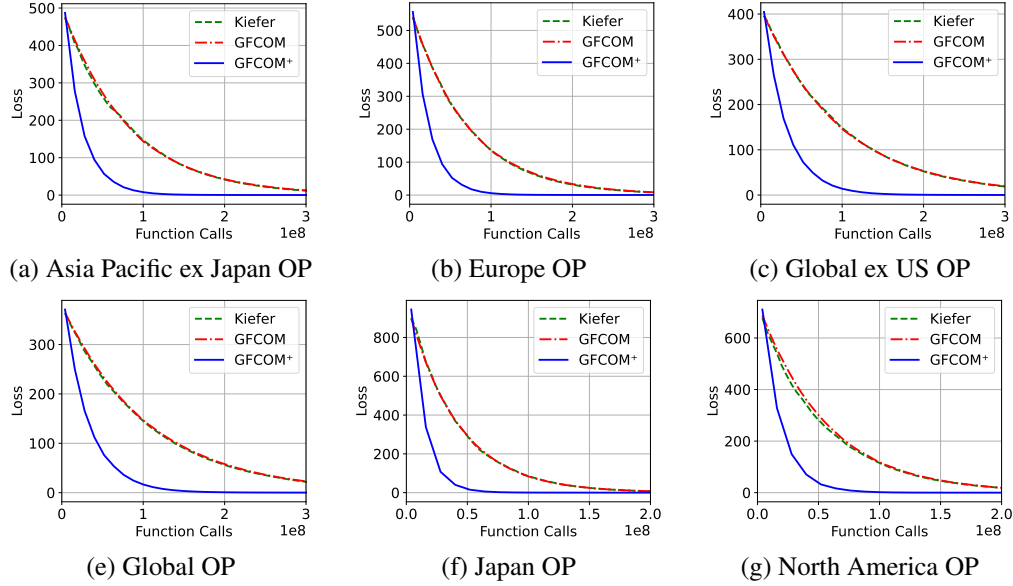 500
400
300
200
100
0
Loss
Kiefer
GFCOM
GFCOM⁺
0 1 2 3
Function Calls 1e8
(a) Asia Pacific ex Japan OP
500
400
300
200
100
0
Loss
Kiefer
GFCOM
GFCOM⁺
0 1 2 3
Function Calls 1e8
(b) Europe OP
400
300
200
100
0
Loss
Kiefer
GFCOM
GFCOM⁺
0 1 2 3
Function Calls 1e8
(c) Global ex US OP
300
200
100
0
Loss
Kiefer
GFCOM
GFCOM⁺
0 1 2 3
Function Calls 1e8
(e) Global OP
800
600
400
200
0
Loss
Kiefer
GFCOM
GFCOM⁺
0.0 0.5 1.0 1.5 2.0
Function Calls 1e8
(f) Japan OP
600
400
200
0
Loss
Kiefer
GFCOM
GFCOM⁺
0.0 0.5 1.0 1.5 2.0
Function Calls 1e8
(g) North America OP